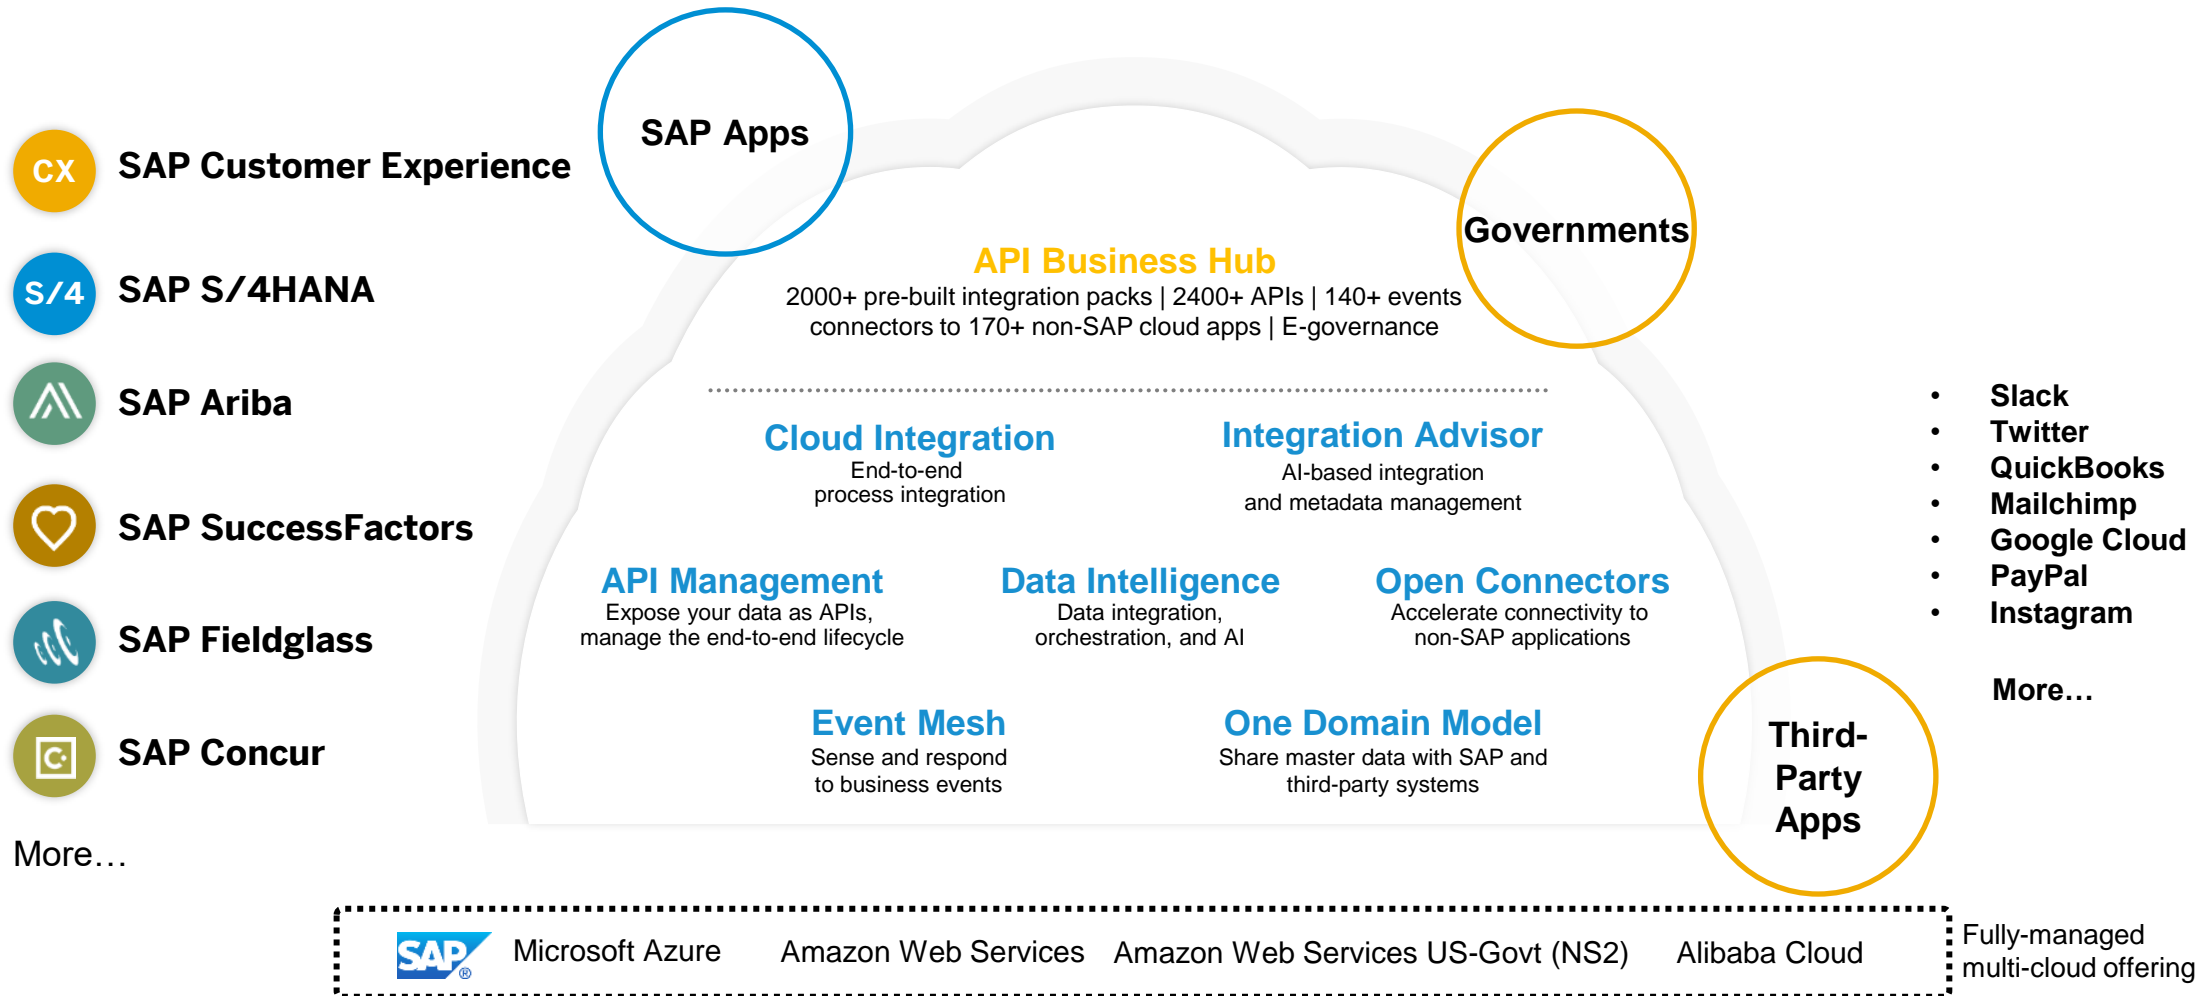 SAP Apps
Governments
CX
SAP Customer Experience
S/4
SAP S/4HANA
SAP Ariba
SAP SuccessFactors
SAP Fieldglass
C.
SAP Concur
More…
API Business Hub
2000+ pre-built integration packs | 2400+ APIs | 140+ events
connectors to 170+ non-SAP cloud apps | E-governance
Cloud Integration
End-to-end
process integration
Integration Advisor
AI-based integration
and metadata management
API Management
Expose your data as APIs,
manage the end-to-end lifecycle
Data Intelligence
Data integration,
orchestration, and AI
Open Connectors
Accelerate connectivity to
non-SAP applications
Event Mesh
Sense and respond
to business events
One Domain Model
Share master data with SAP and
third-party systems
• Slack
• Twitter
• QuickBooks
• Mailchimp
• Google Cloud
• PayPal
• Instagram
More…
Third-
Party
Apps
SAP®
Microsoft Azure
Amazon Web Services
Amazon Web Services US-Govt (NS2)
Alibaba Cloud
Fully-managed
multi-cloud offering